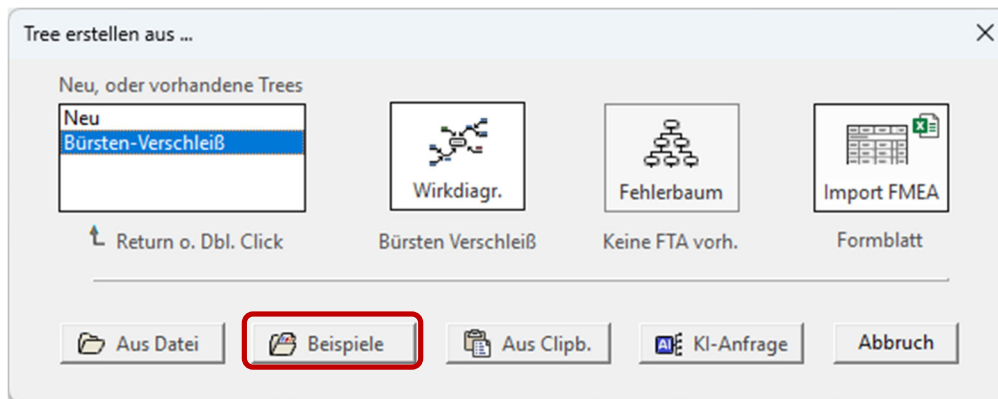 Tree erstellen aus ...
Neu, oder vorhandene Trees
Neu
Bürsten-Verschleiß
Wirkdiagr.
Fehlerbaum
Import FMEA
Return o. Dbl. Click
Bürsten Verschleiß
Keine FTA vorh.
Formblatt
Aus Datei
Beispiele
Aus Clipb.
AI KI-Anfrage
Abbruch